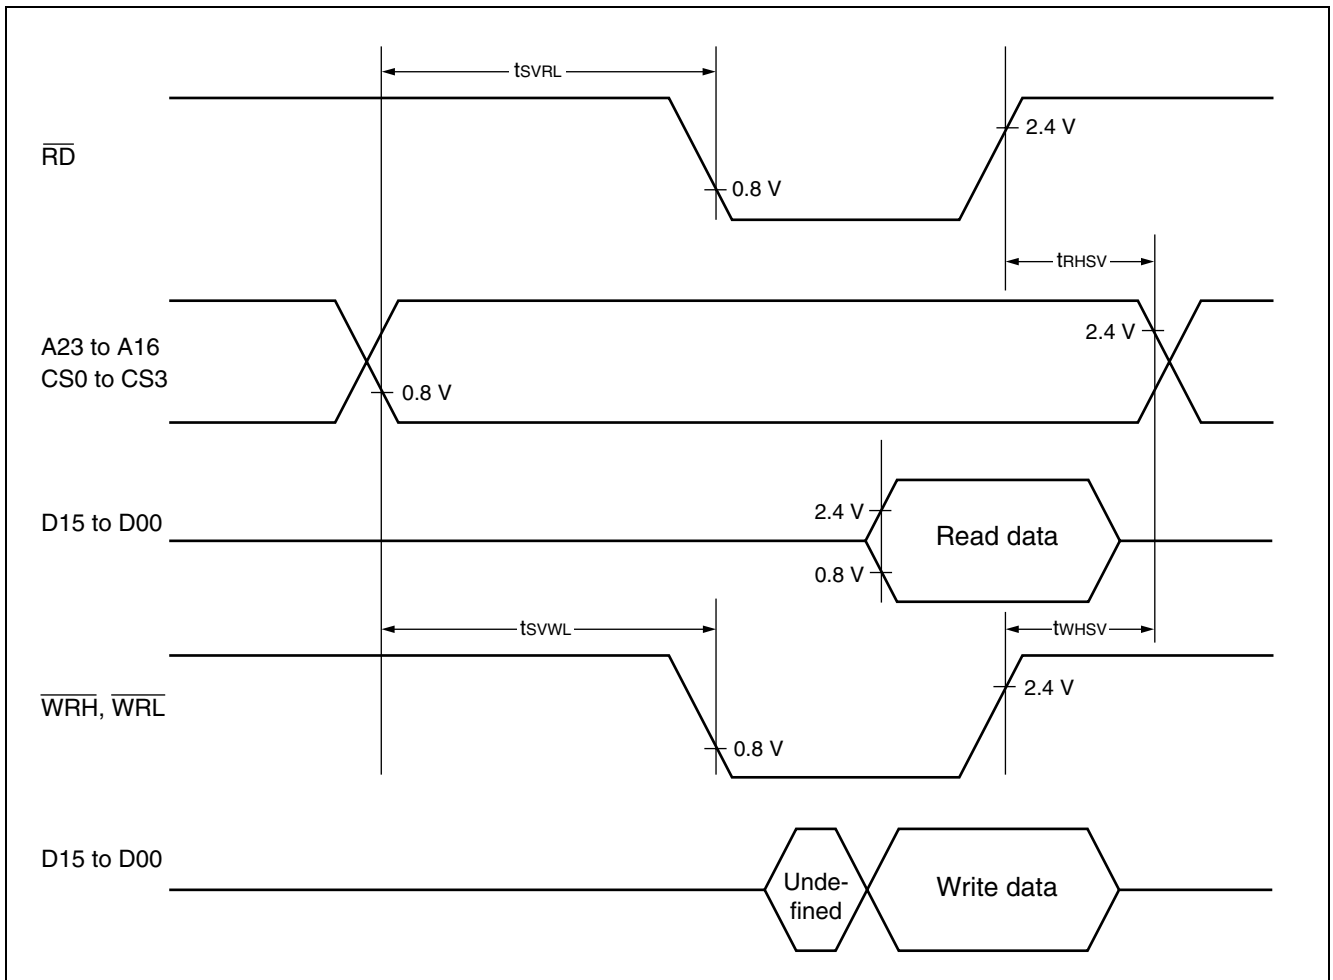 tSVRL
2.4 V
RD
0.8 V
tRHSV
A23 to A16
2.4 V
CS0 to CS3
0.8 V
2.4 V
D15 to D00
Read data
0.8 V
tSVWL
tWHSV
WRH, WRL
2.4 V
0.8 V
D15 to D00
Unde-
fined
Write data